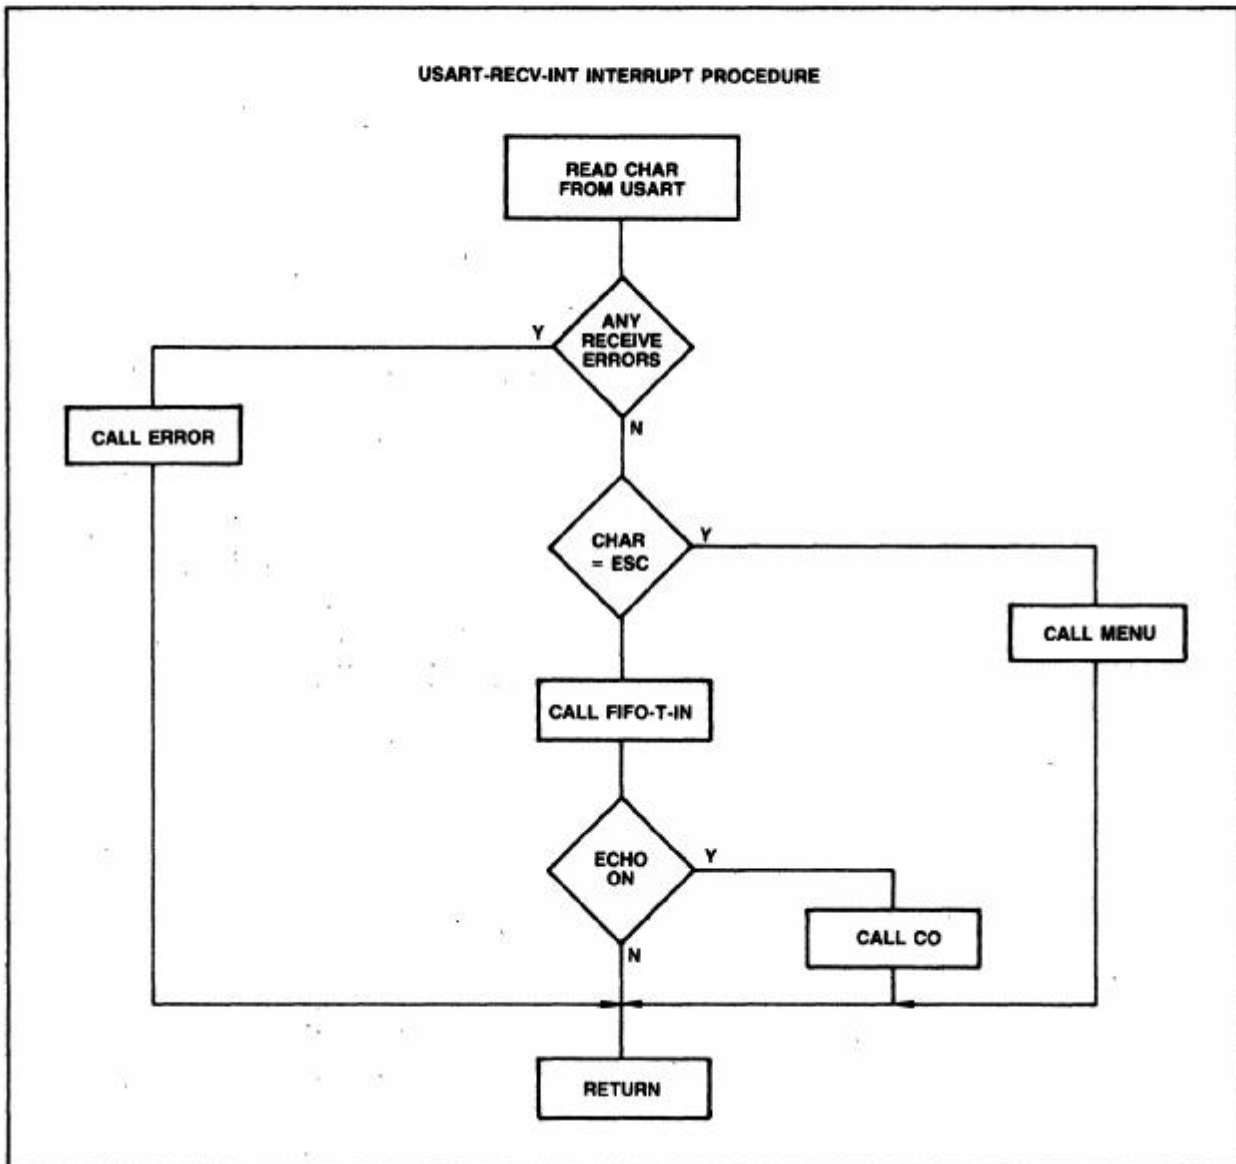 USART-RECV-INT INTERRUPT PROCEDURE
READ CHAR
FROM USART
ANY
RECEIVE
ERRORS
Y
N
CALL ERROR
CHAR
= ESC
Y
CALL MENU
CALL FIFO-T-IN
ECHO
ON
Y
N
CALL CO
RETURN